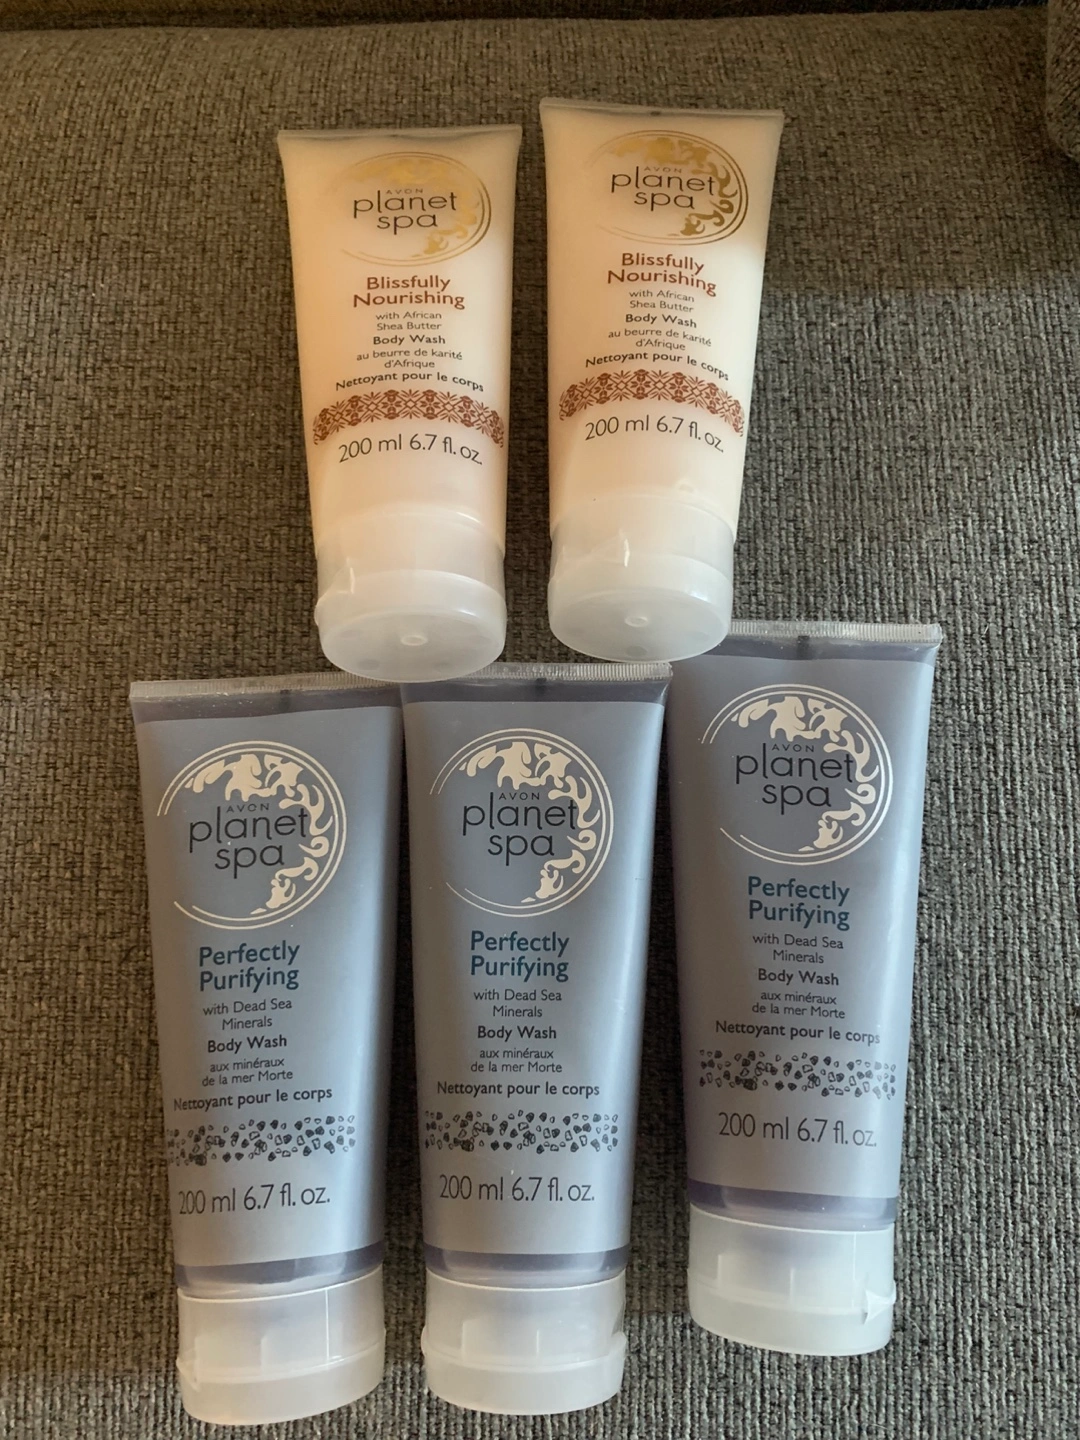 AVON
planet
spa
Blissfully
Nourishing
with African
Shea Butter
Body Wash
au beurre de karité
d'Afrique
Nettoyant pour le corps
200 ml 6.7 fl. oz.
AVON
planet
spa
Blissfully
Nourishing
with African
Shea Butter
Body Wash
au beurre de karité
d'Afrique
Nettoyant pour le corps
200 ml 6.7 fl. oz.
AVON
planet
spa
Perfectly
Purifying
with Dead Sea
Minerals
Body Wash
aux minéraux
de la mer Morte
Nettoyant pour le corps
200 ml 6.7 fl. oz.
AVON
planet
spa
Perfectly
Purifying
with Dead Sea
Minerals
Body Wash
aux minéraux
de la mer Morte
Nettoyant pour le corps
200 ml 6.7 fl. oz.
AVON
planet
spa
Perfectly
Purifying
with Dead Sea
Minerals
Body Wash
aux minéraux
de la mer Morte
Nettoyant pour le corps
200 ml 6.7 fl. oz.